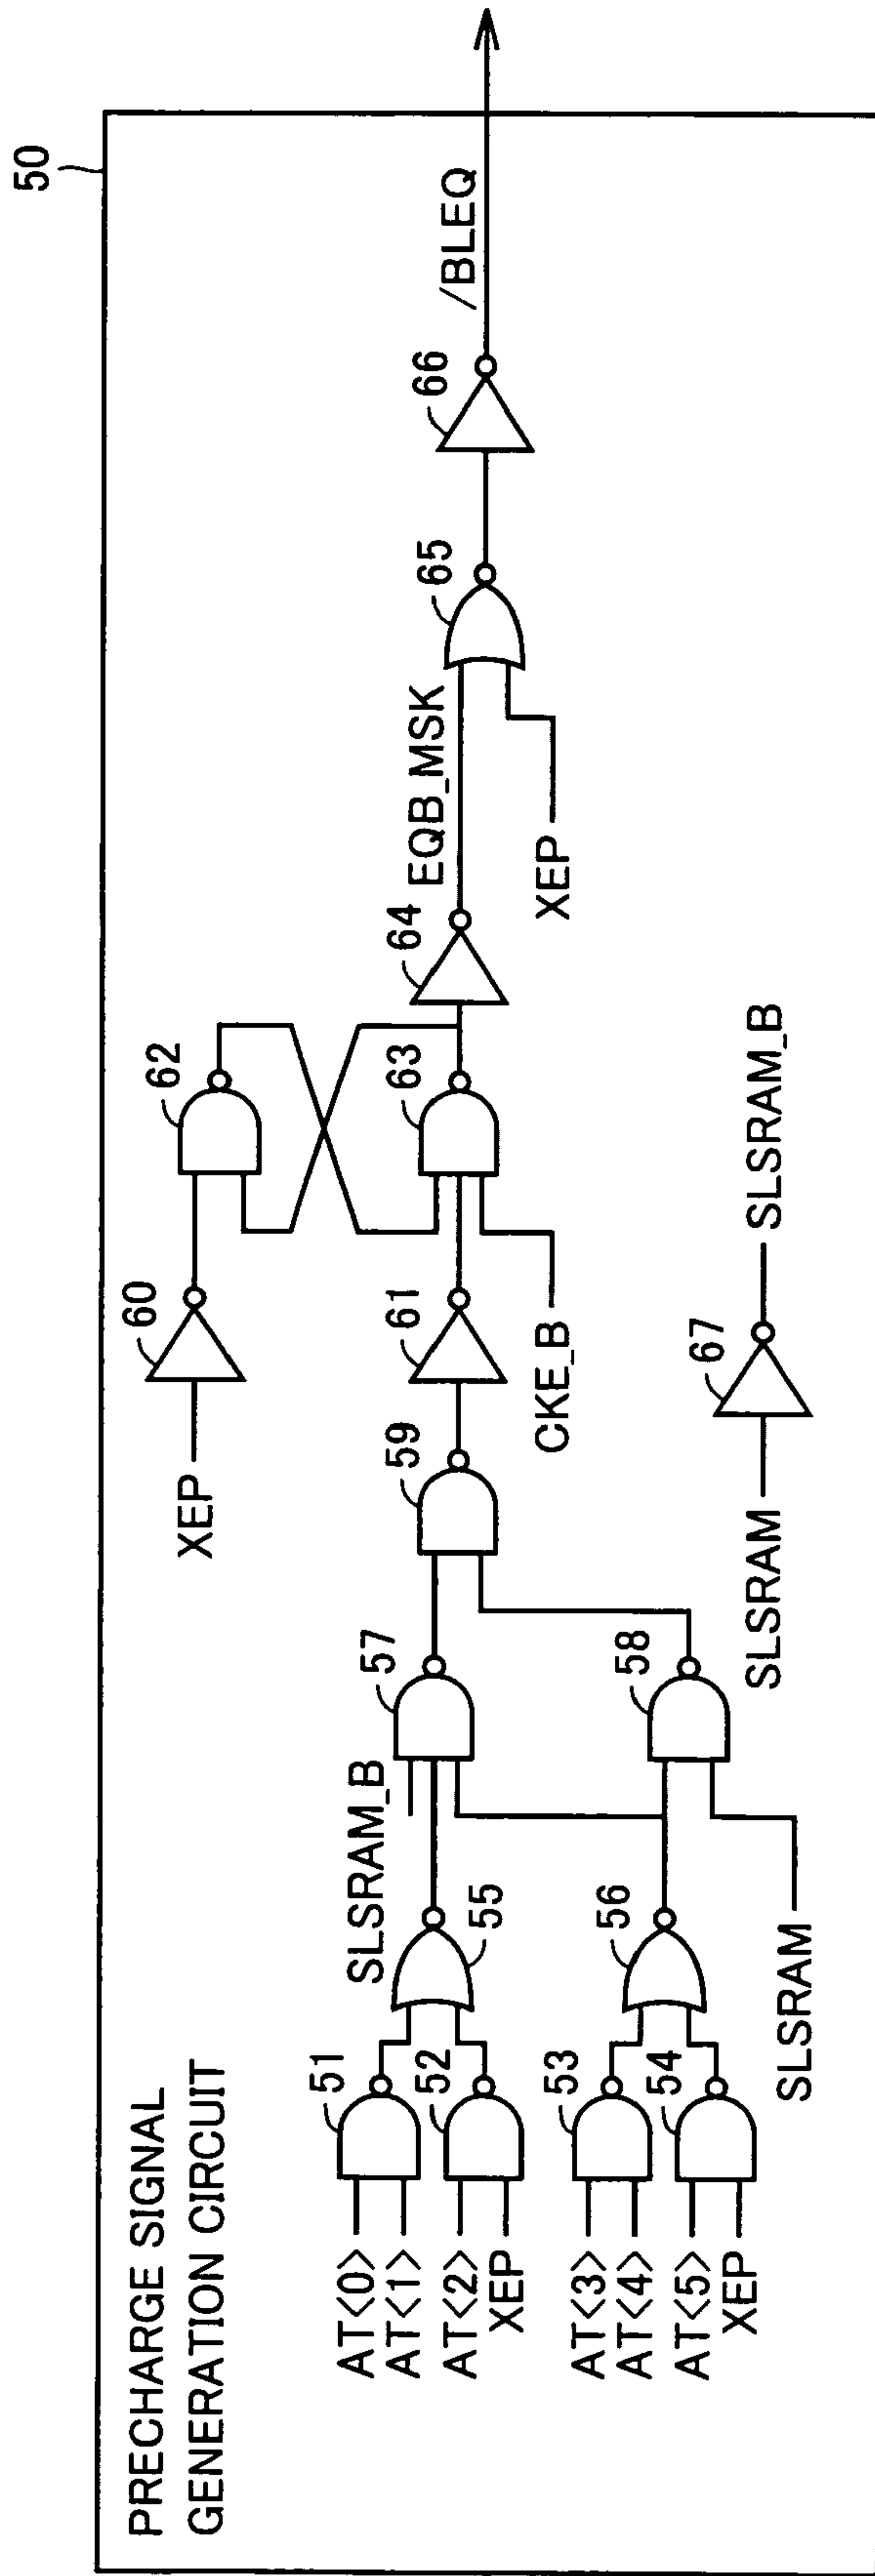 50
PRECHARGE SIGNAL
GENERATION CIRCUIT
XEP
60
62
AT<0>
AT<1>
51
AT<2>
XEP
52
55
SLSRAM_B
57
59
61
CKE_B
63
64
EQB_MSK
XEP
65
66
/BLEQ
AT<3>
AT<4>
53
AT<5>
XEP
54
56
SLSRAM
58
SLSRAM
67
SLSRAM_B